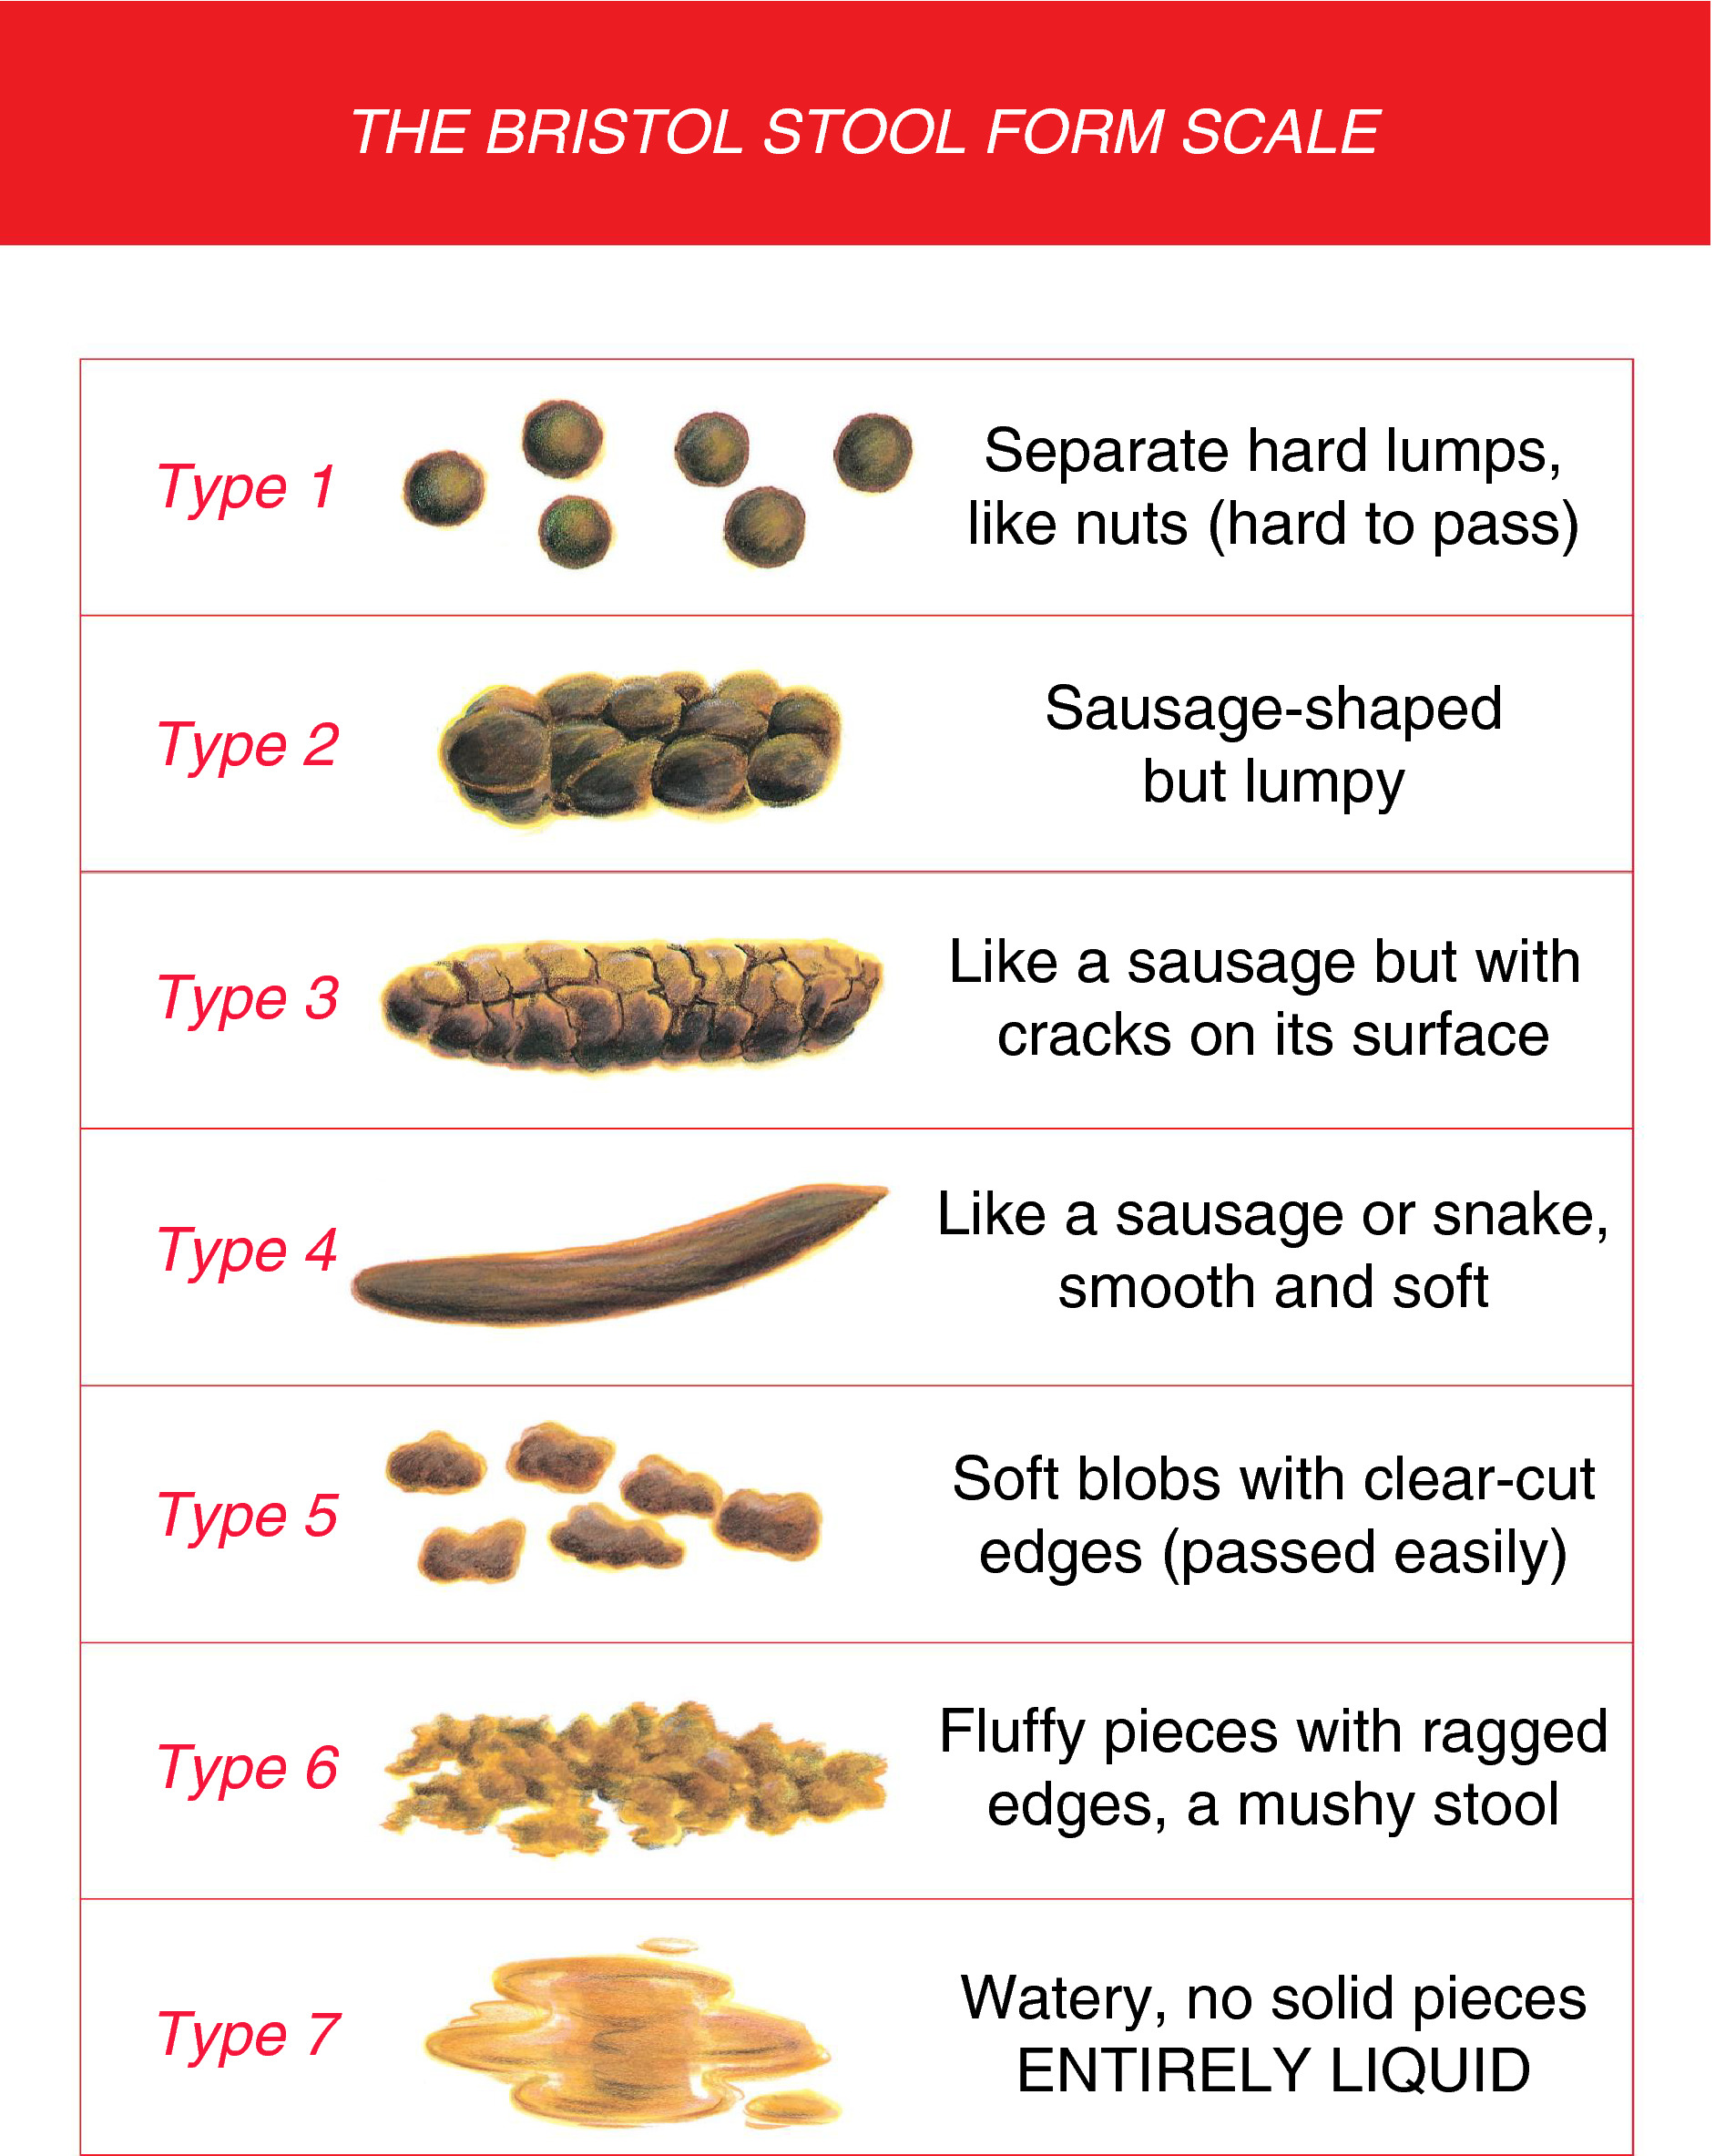 THE BRISTOL STOOL FORM SCALE
Type 1
Separate hard lumps,
like nuts (hard to pass)
Type 2
Sausage-shaped
but lumpy
Type 3
Like a sausage but with
cracks on its surface
Type 4
Like a sausage or snake,
smooth and soft
Type 5
Soft blobs with clear-cut
edges (passed easily)
Type 6
Fluffy pieces with ragged
edges, a mushy stool
Type 7
Watery, no solid pieces
ENTIRELY LIQUID